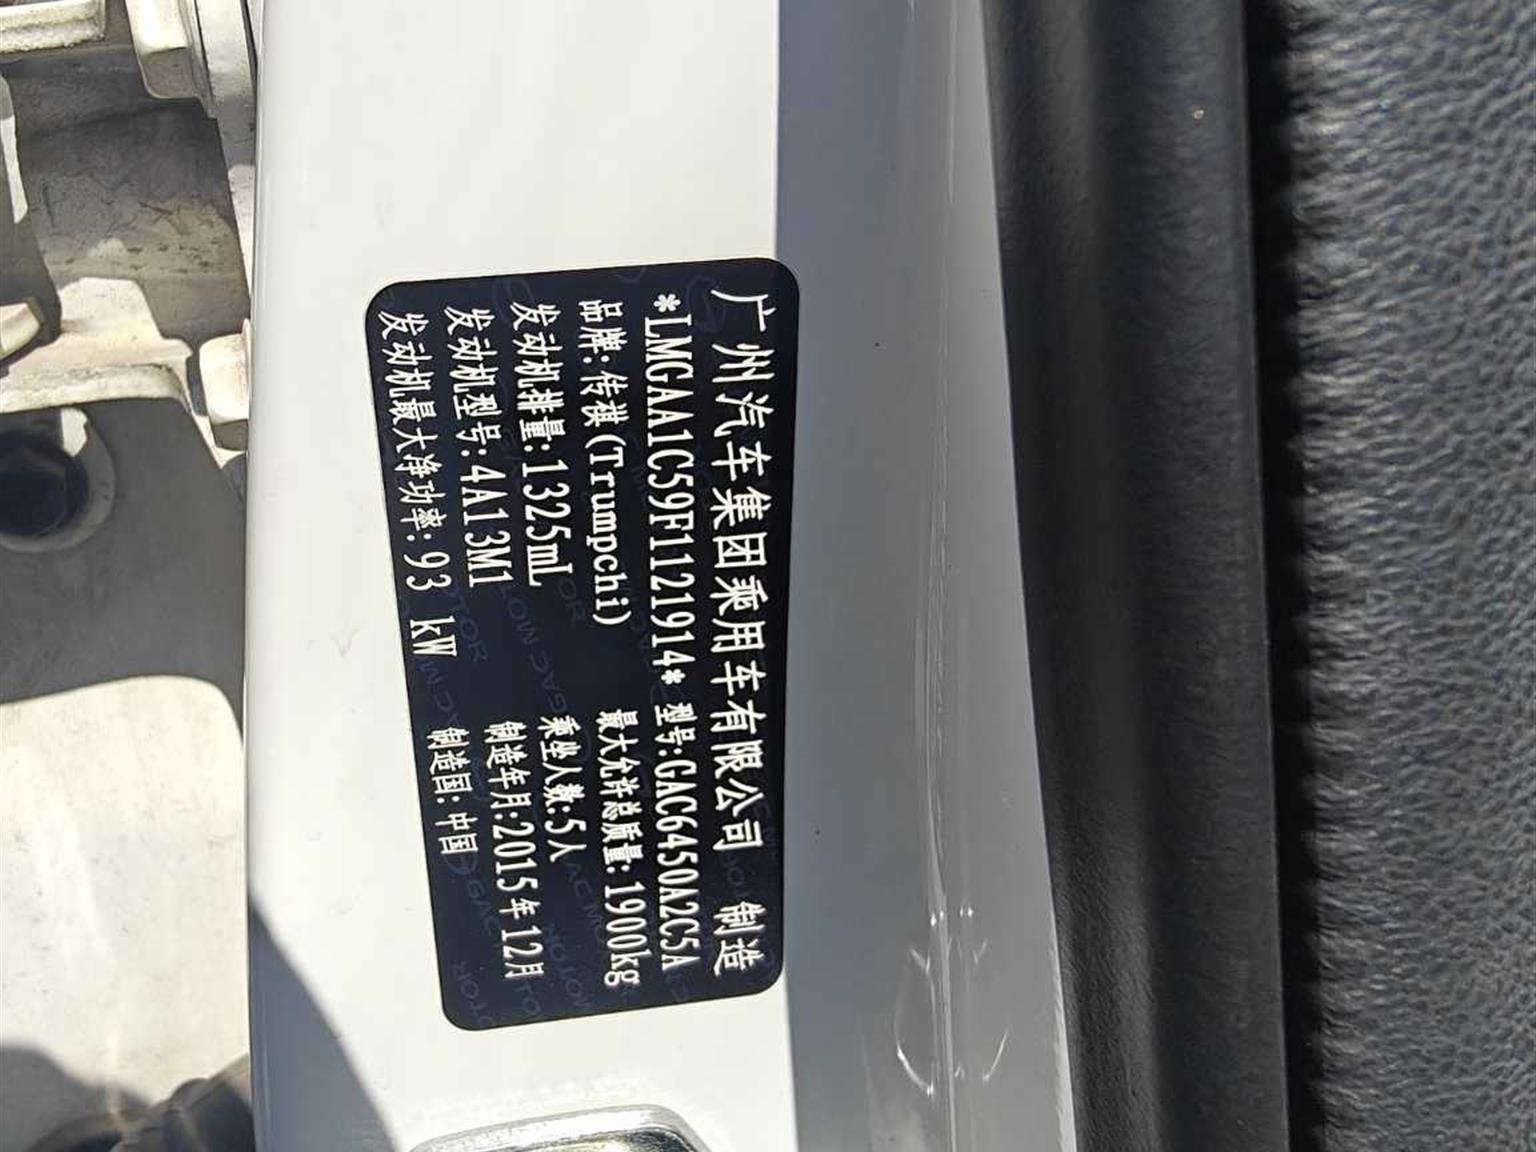 广州汽车集团乘用车有限公司 制造
*LMGAA1C59F1121914* 型号:GAC6450A2C5A
品牌:传祺(Trumpchi) 最大允许总质量:1900kg
发动机排量:1325mL 乘坐人数:5人
发动机型号:4A13M1 制造年月:2015年12月
发动机最大净功率:93 kW 制造国:中国